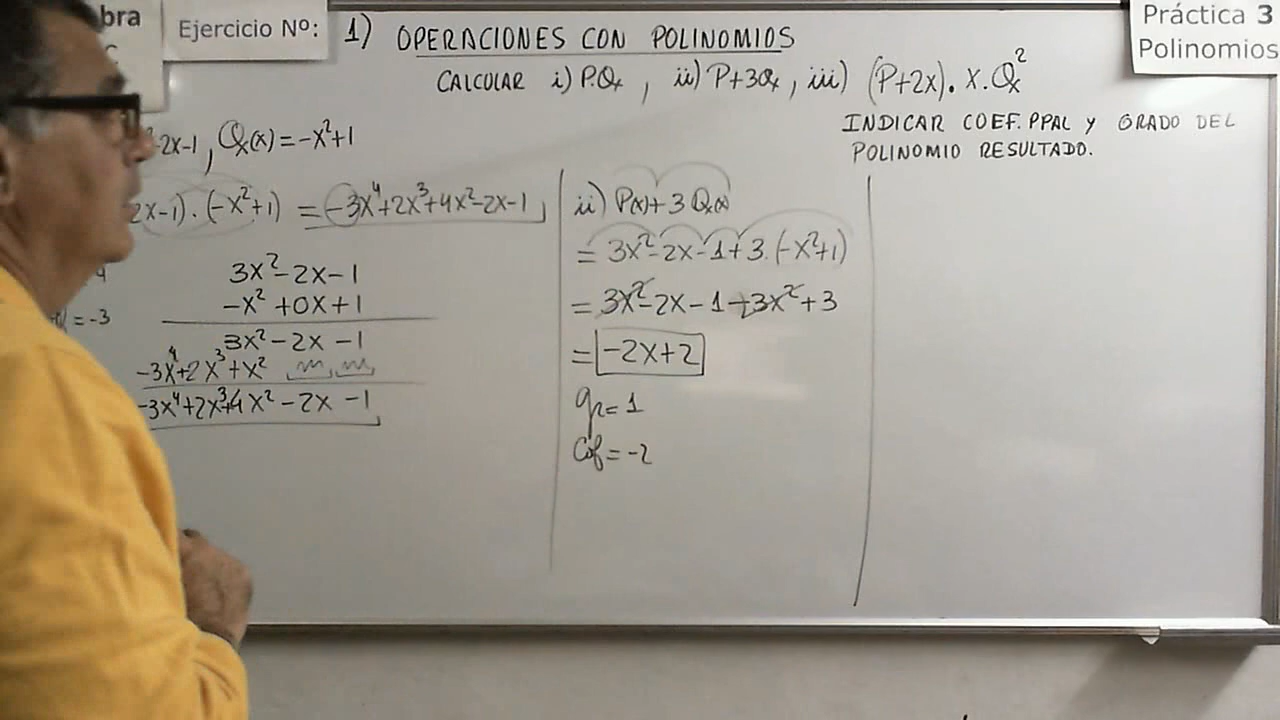 bra
Ejercicio Nº:
1) OPERACIONES CON POLINOMIOS
Práctica 3
Polinomios
CALCULAR i) P.Qx , ii) P+3Qx , iii) (P+2x). x.Qx²
INDICAR COEF. PPAL Y GRADO DEL
POLINOMIO RESULTADO.
²-2x-1 , Q(x) = -x²+1
2x-1) . (-x²+1) = -3x⁴+2x³+4x²-2x-1
3x²-2x-1
-x²+0x+1
3x²-2x-1
-3x⁴+2x³+x²
-3x⁴+2x³+4x²-2x-1
= -3
ii) P(x)+3Q(x)
= 3x²-2x-1+3.(-x²+1)
= 3x²-2x-1-3x²+3
= -2x+2
gr=1
Cof=-2